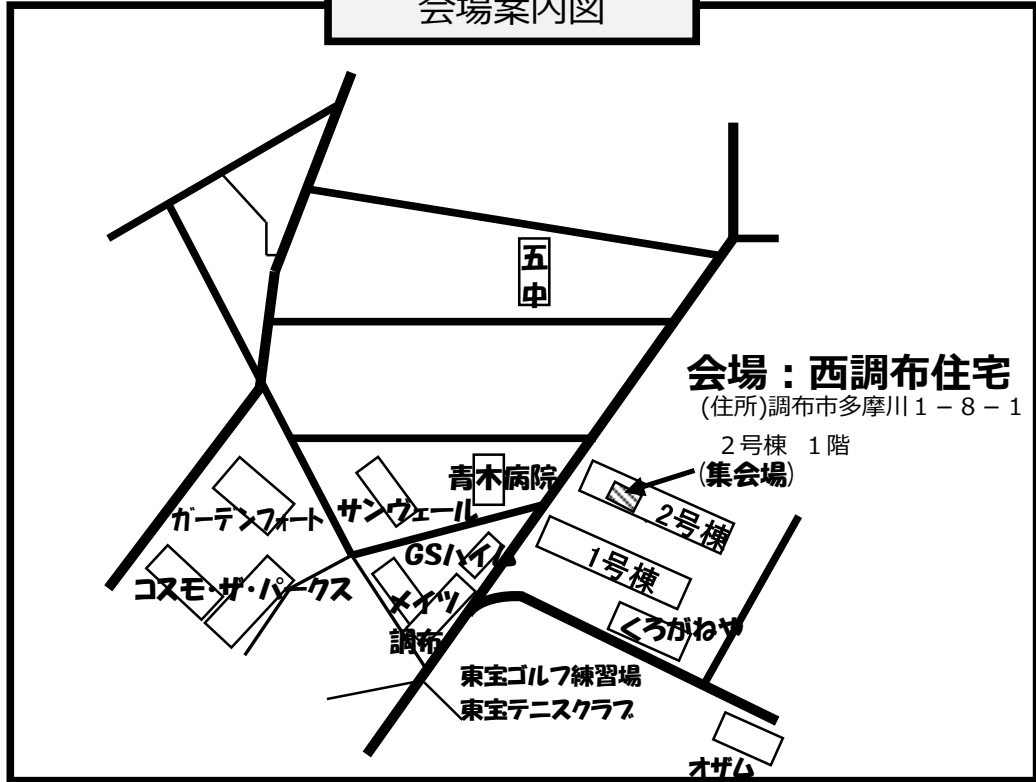 会場案内図
五
中
会場：西調布住宅
(住所)調布市多摩川１－８－１
２号棟　１階
(集会場)
青木病院
サンヴェール
ガーデンフォート
2号棟
GSハイム
1号棟
コスモ・ザ・パークス
メイツ
調布
くろがねや
東宝ゴルフ練習場
東宝テニスクラブ
オザム